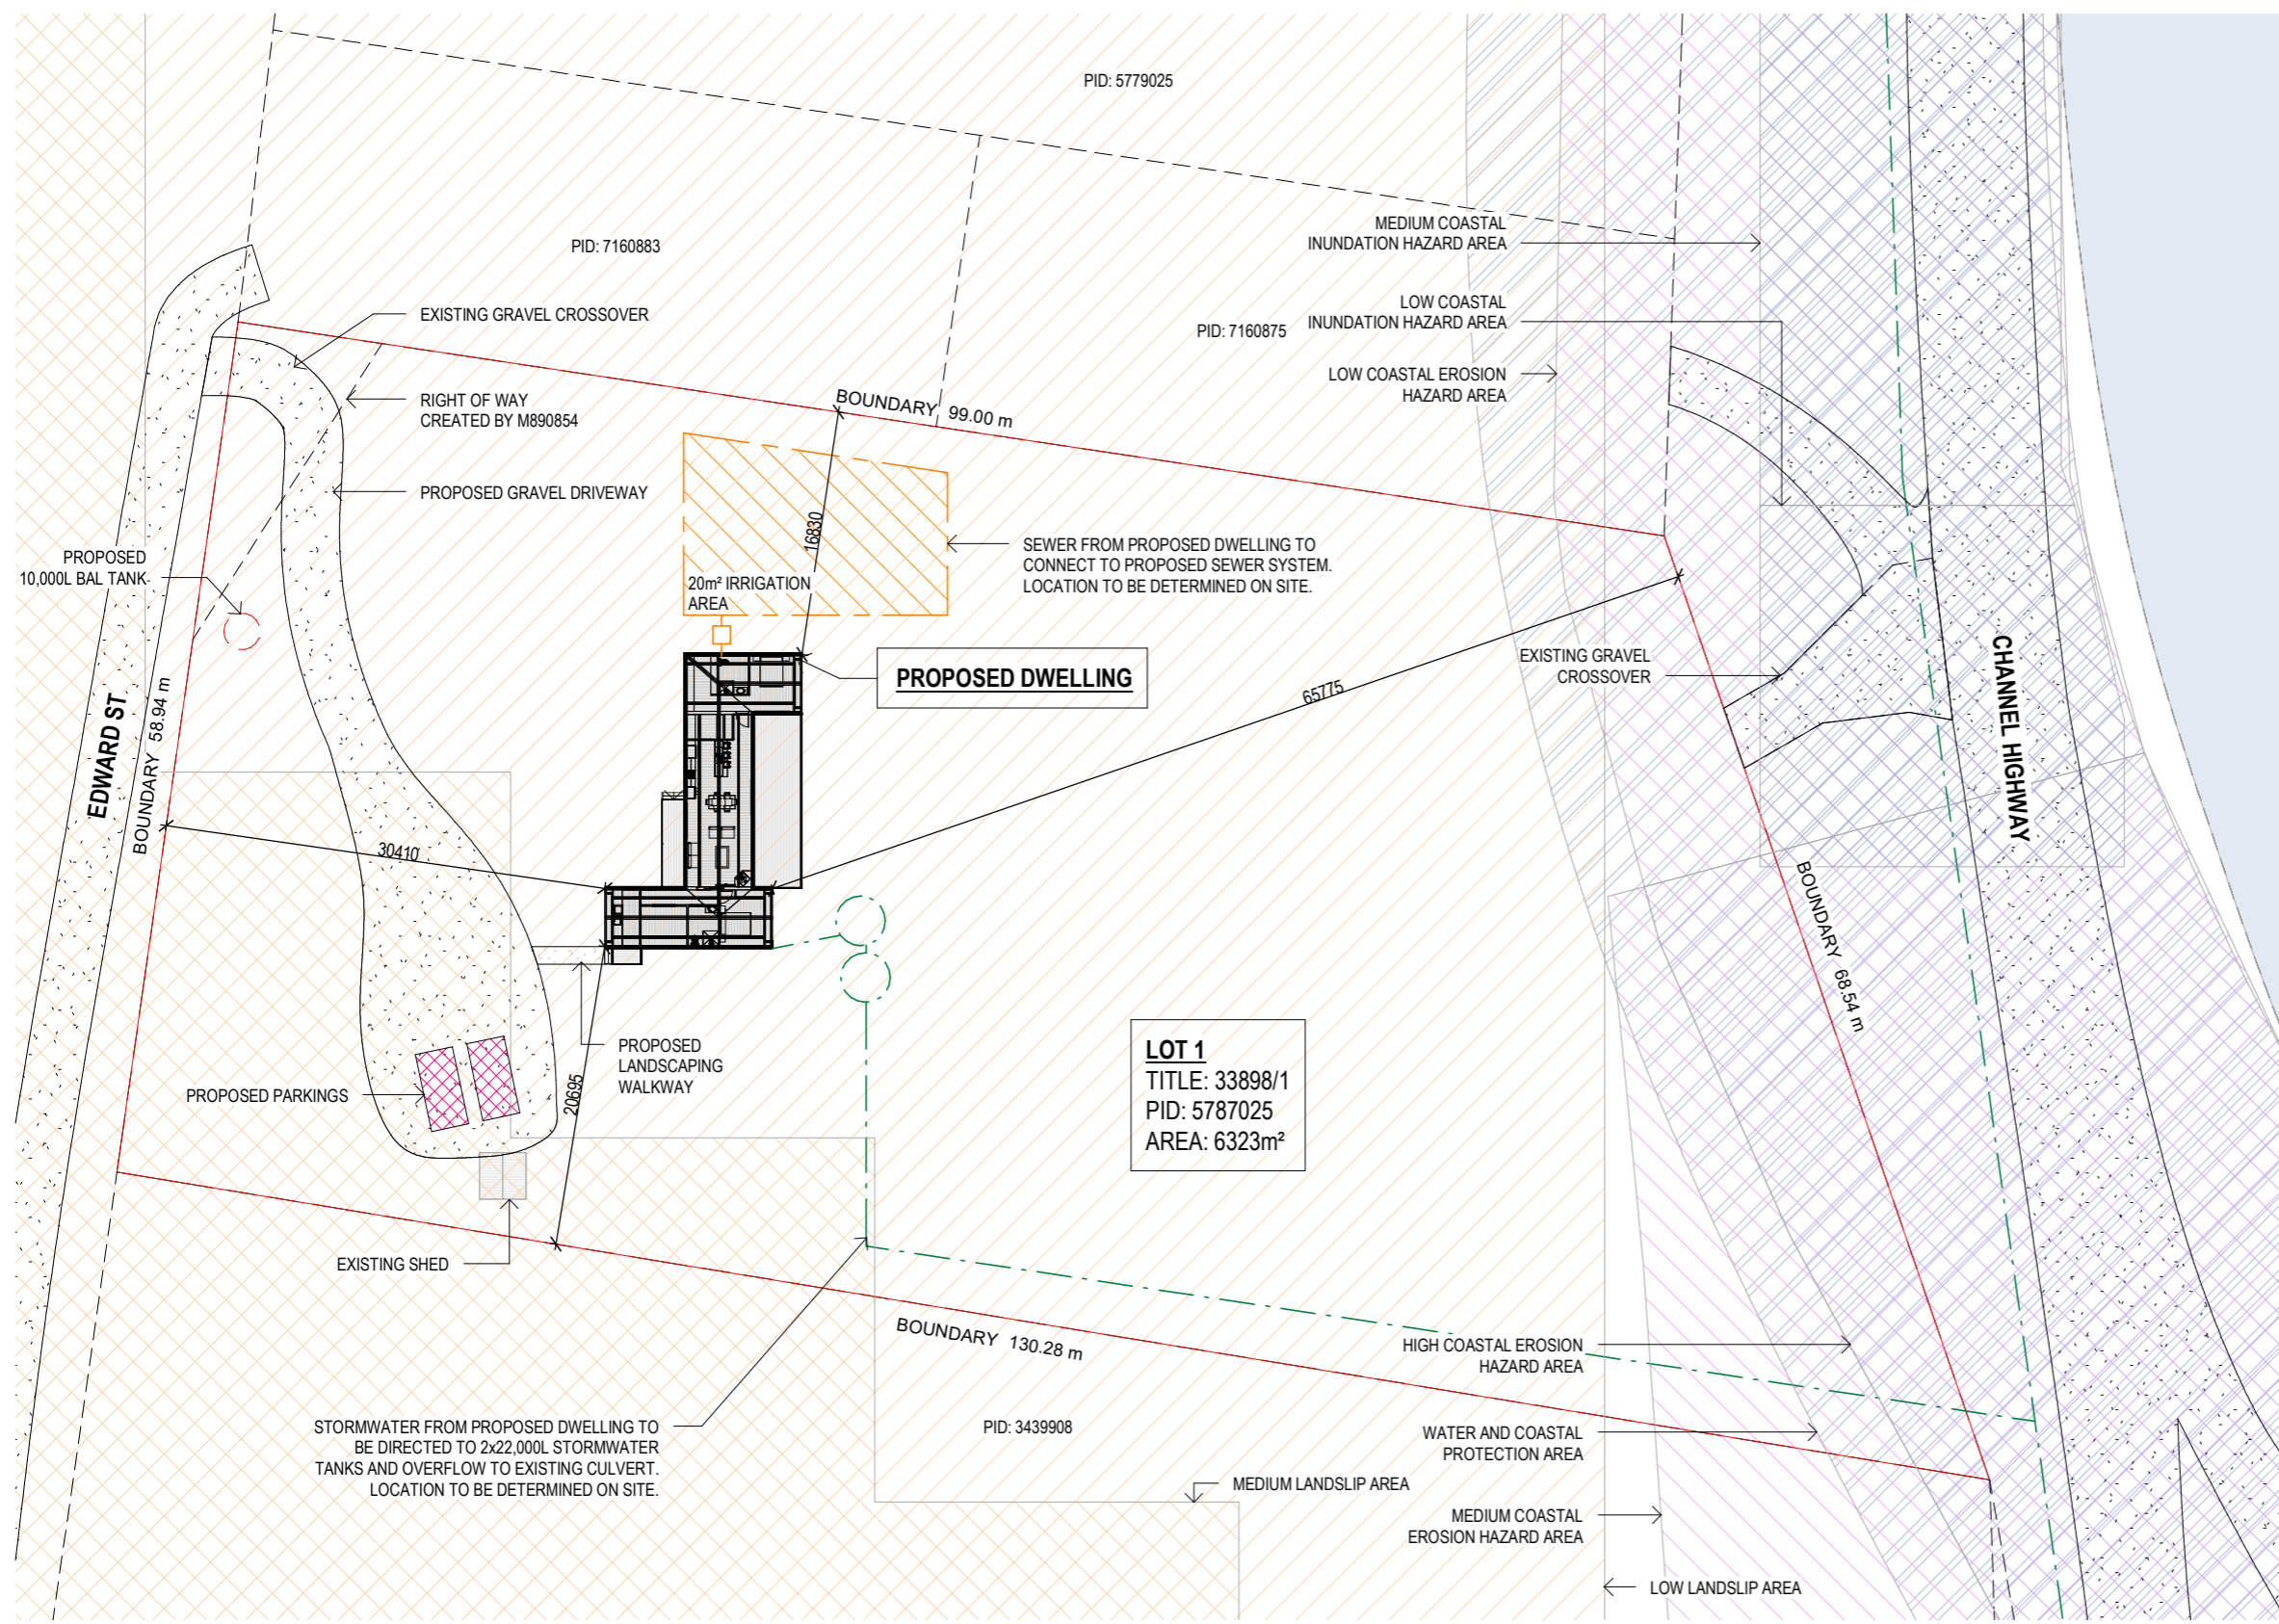 PID: 5779025
PID: 7160883
MEDIUM COASTAL
INUNDATION HAZARD AREA
EXISTING GRAVEL CROSSOVER
LOW COASTAL
INUNDATION HAZARD AREA
PID: 7160875
LOW COASTAL EROSION
HAZARD AREA
RIGHT OF WAY
CREATED BY M890854
BOUNDARY 99.00 m
PROPOSED GRAVEL DRIVEWAY
16830
SEWER FROM PROPOSED DWELLING TO
CONNECT TO PROPOSED SEWER SYSTEM.
LOCATION TO BE DETERMINED ON SITE.
PROPOSED
10,000L BAL TANK
20m² IRRIGATION
AREA
PROPOSED DWELLING
EXISTING GRAVEL
CROSSOVER
65775
EDWARD ST
BOUNDARY 58.94 m
CHANNEL HIGHWAY
30410
BOUNDARY 68.54 m
PROPOSED
LANDSCAPING
WALKWAY
20695
PROPOSED PARKINGS
LOT 1
TITLE: 33898/1
PID: 5787025
AREA: 6323m²
EXISTING SHED
BOUNDARY 130.28 m
HIGH COASTAL EROSION
HAZARD AREA
STORMWATER FROM PROPOSED DWELLING TO
BE DIRECTED TO 2x22,000L STORMWATER
TANKS AND OVERFLOW TO EXISTING CULVERT.
LOCATION TO BE DETERMINED ON SITE.
PID: 3439908
WATER AND COASTAL
PROTECTION AREA
MEDIUM LANDSLIP AREA
MEDIUM COASTAL
EROSION HAZARD AREA
LOW LANDSLIP AREA